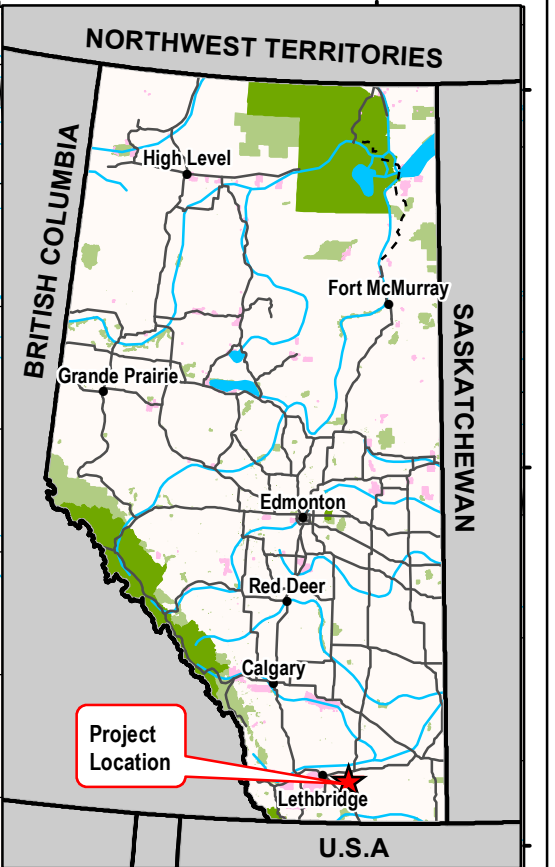 NORTHWEST TERRITORIES
BRITISH COLUMBIA
High Level
Fort McMurray
SASKATCHEWAN
Grande Prairie
Edmonton
Red Deer
Calgary
Project
Location
Lethbridge
U.S.A